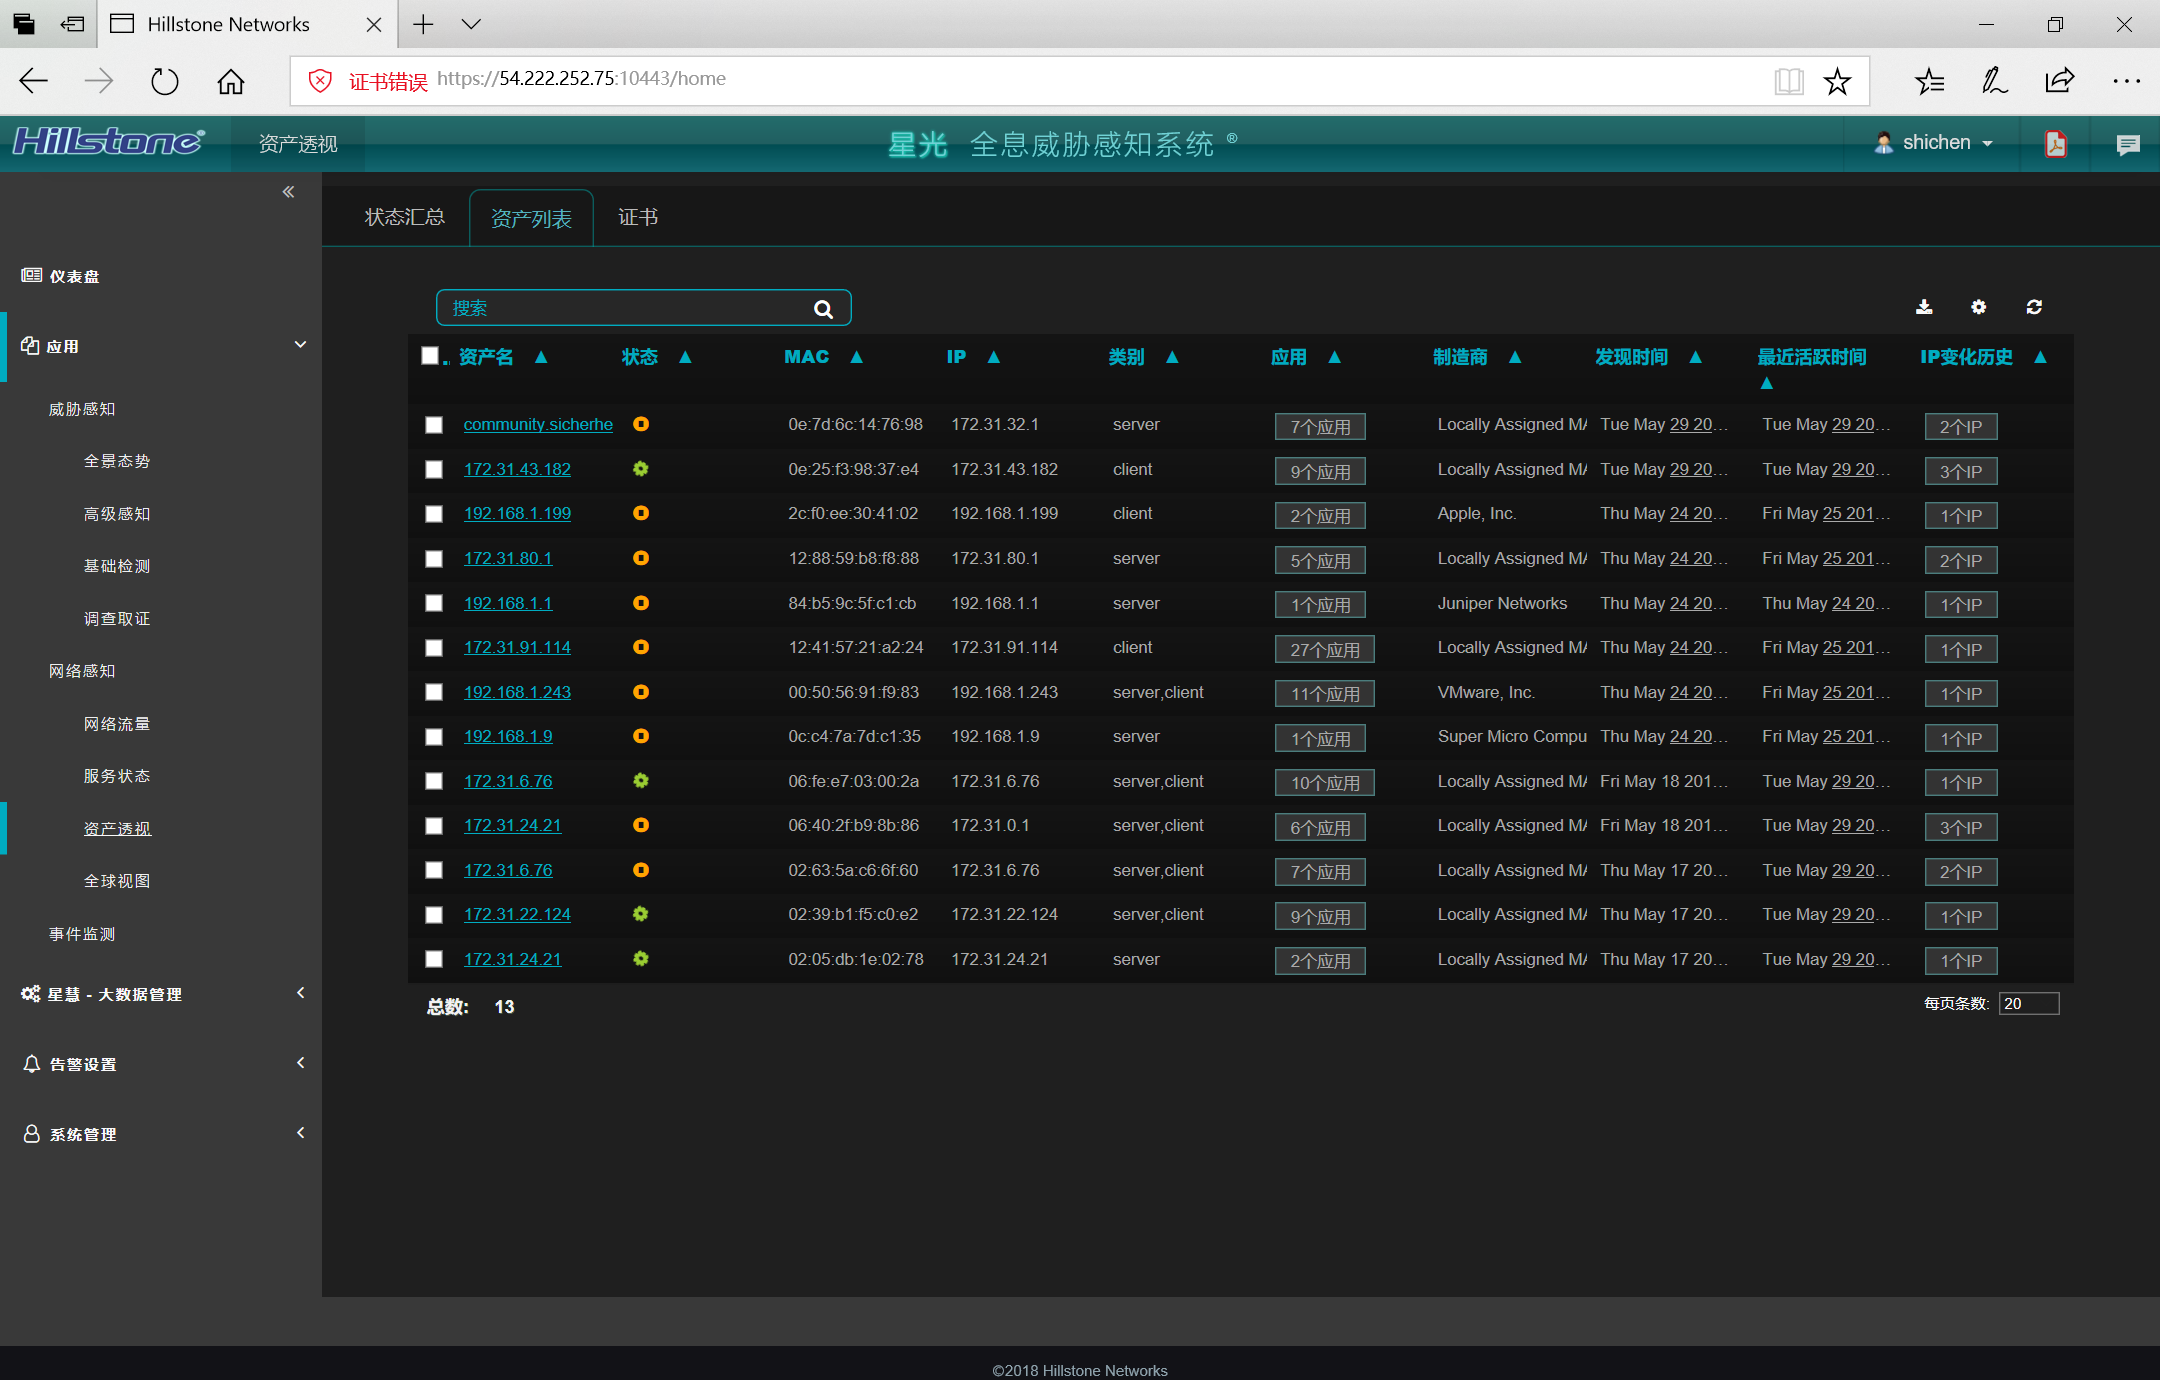 Hillstone Networks
证书错误 https://54.222.252.75:10443/home
Hillstone® 资产透视 星光 全息威胁感知系统 ® shichen
状态汇总 资产列表 证书
仪表盘
应用
威胁感知
全景态势
高级感知
基础检测
调查取证
网络感知
网络流量
服务状态
资产透视
全球视图
事件监测
星慧 - 大数据管理
告警设置
系统管理
搜索
资产名 状态 MAC IP 类别 应用 制造商 发现时间 最近活跃时间 IP变化历史
community.sicherhe 0e:7d:6c:14:76:98 172.31.32.1 server 7个应用 Locally Assigned MA Tue May 29 20... Tue May 29 20... 2个IP
172.31.43.182 0e:25:f3:98:37:e4 172.31.43.182 client 9个应用 Locally Assigned MA Tue May 29 20... Tue May 29 20... 3个IP
192.168.1.199 2c:f0:ee:30:41:02 192.168.1.199 client 2个应用 Apple, Inc. Thu May 24 20... Fri May 25 201... 1个IP
172.31.80.1 12:88:59:b8:f8:88 172.31.80.1 server 5个应用 Locally Assigned MA Thu May 24 20... Fri May 25 201... 2个IP
192.168.1.1 84:b5:9c:5f:c1:cb 192.168.1.1 server 1个应用 Juniper Networks Thu May 24 20... Thu May 24 20... 1个IP
172.31.91.114 12:41:57:21:a2:24 172.31.91.114 client 27个应用 Locally Assigned MA Thu May 24 20... Fri May 25 201... 1个IP
192.168.1.243 00:50:56:91:f9:83 192.168.1.243 server,client 11个应用 VMware, Inc. Thu May 24 20... Fri May 25 201... 1个IP
192.168.1.9 0c:c4:7a:7d:c1:35 192.168.1.9 server 1个应用 Super Micro Compu Thu May 24 20... Fri May 25 201... 1个IP
172.31.6.76 06:fe:e7:03:00:2a 172.31.6.76 server,client 10个应用 Locally Assigned MA Fri May 18 201... Tue May 29 20... 1个IP
172.31.24.21 06:40:2f:b9:8b:86 172.31.0.1 server,client 6个应用 Locally Assigned MA Fri May 18 201... Tue May 29 20... 3个IP
172.31.6.76 02:63:5a:c6:6f:60 172.31.6.76 server,client 7个应用 Locally Assigned MA Thu May 17 20... Tue May 29 20... 2个IP
172.31.22.124 02:39:b1:f5:c0:e2 172.31.22.124 server,client 9个应用 Locally Assigned MA Thu May 17 20... Tue May 29 20... 1个IP
172.31.24.21 02:05:db:1e:02:78 172.31.24.21 server 2个应用 Locally Assigned MA Thu May 17 20... Tue May 29 20... 1个IP
总数: 13 每页条数: 20
©2018 Hillstone Networks